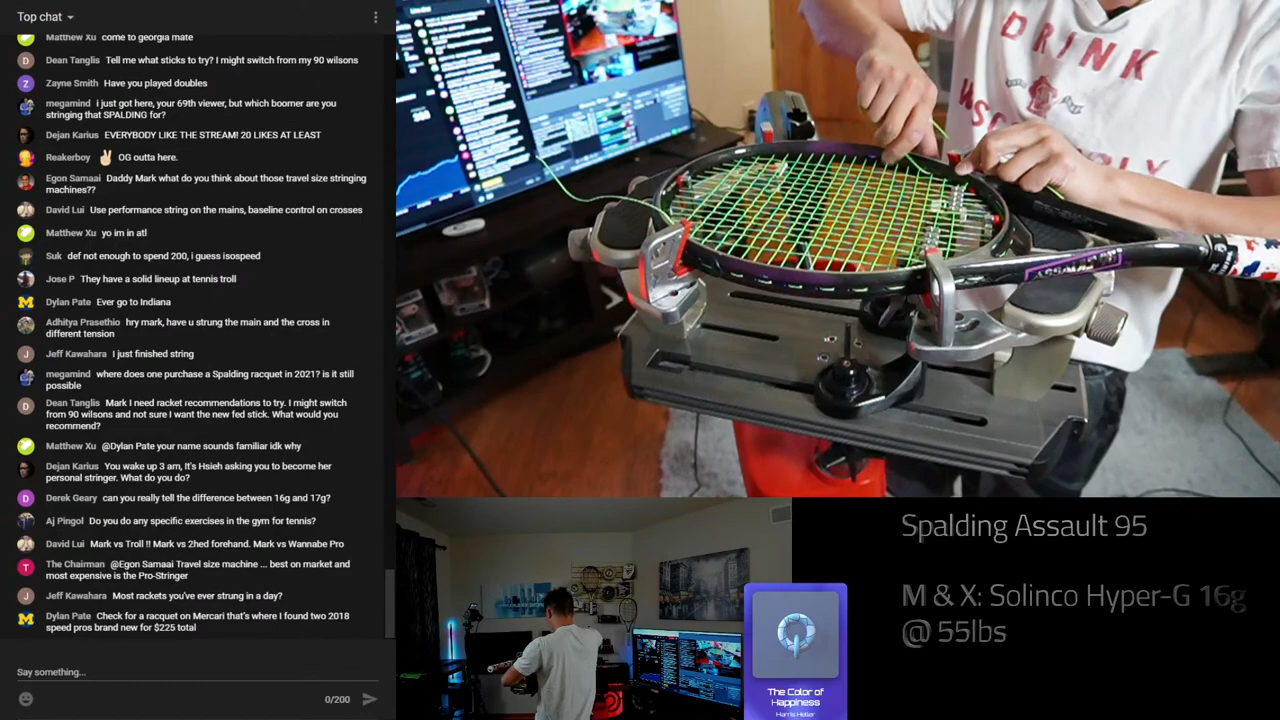 Top chat
Matthew Xu come to georgia mate
D Dean Tanglis Tell me what sticks to try? I might switch from my 90 wilsons
Z Zayne Smith Have you played doubles
megamind i just got here, your 69th viewer, but which boomer are you
stringing that SPALDING for?
Dejan Karius EVERYBODY LIKE THE STREAM! 20 LIKES AT LEAST
Reakerboy OG outta here.
Egon Samaai Daddy Mark what do you think about those travel size stringing
machines??
David Lui Use performance string on the mains, baseline control on crosses
Matthew Xu yo im in atl
Suk def not enough to spend 200, i guess isospeed
Jose P They have a solid lineup at tennis troll
Dylan Pate Ever go to Indiana
Adhitya Prasethio hry mark, have u strung the main and the cross in
different tension
J Jeff Kawahara I just finished string
megamind where does one purchase a Spalding racquet in 2021? is it still
possible
D Dean Tanglis Mark I need racket recommendations to try. I might switch
from 90 wilsons and not sure I want the new fed stick. What would you
recommend?
Matthew Xu @Dylan Pate your name sounds familiar idk why
Dejan Karius You wake up 3 am, It's Hsieh asking you to become her
personal stringer. What do you do?
D Derek Geary can you really tell the difference between 16g and 17g?
Aj Pingol Do you do any specific exercises in the gym for tennis?
David Lui Mark vs Troll !! Mark vs 2hed forehand. Mark vs Wannabe Pro
T The Chairman @Egon Samaai Travel size machine ... best on market and
most expensive is the Pro-Stringer
J Jeff Kawahara Most rackets you've ever strung in a day?
Dylan Pate Check for a racquet on Mercari that's where I found two 2018
speed pros brand new for $225 total
Say something...
0/200
DRINK
ASSAULT 95
Spalding Assault 95
M & X: Solinco Hyper-G 16g
@ 55lbs
The Color of
Happiness
Harris Heller